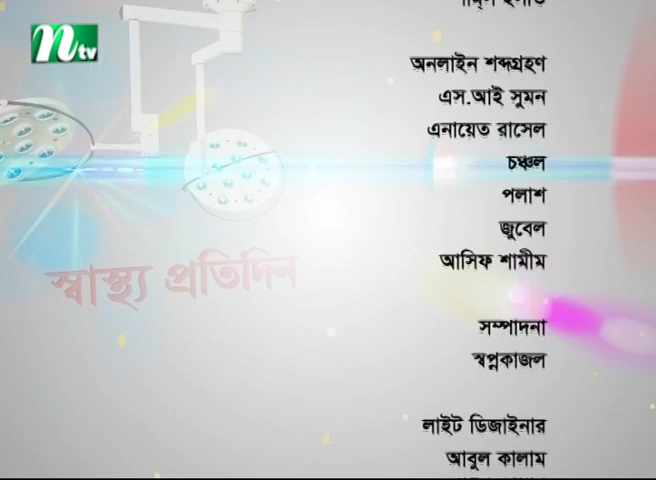 ntv
অনলাইন শব্দগ্রহণ
এস.আই সুমন
এনায়েত রাসেল
চঞ্চল
পলাশ
জুবেল
আসিফ শামীম
স্বাস্থ্য প্রতিদিন
সম্পাদনা
স্বপ্নকাজল
লাইট ডিজাইনার
আবুল কালাম